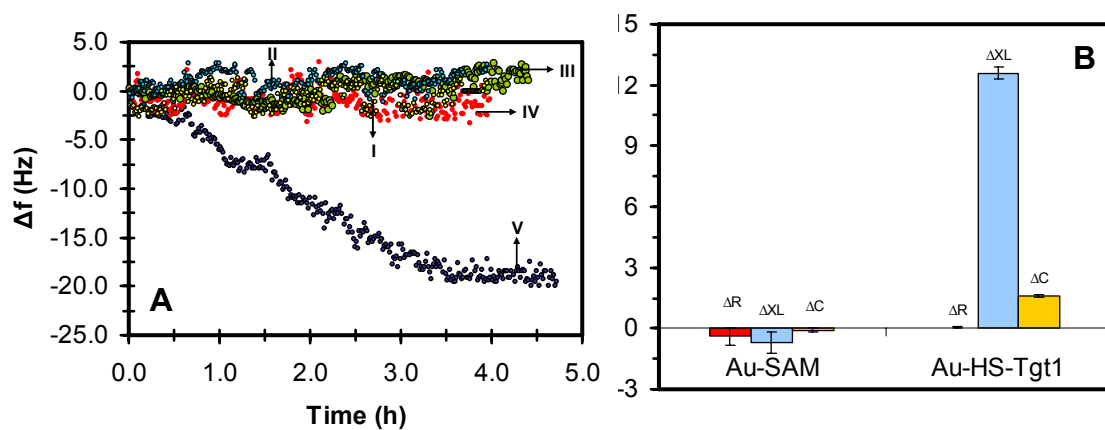 5.0
0.0
-5.0
-10.0
-15.0
-20.0
-25.0
Δf (Hz)
II
III
IV
I
V
A
0.0 1.0 2.0 3.0 4.0 5.0
Time (h)
15
12
9
6
3
0
-3
B
ΔR
ΔXL
ΔC
ΔR
ΔXL
ΔC
Au-SAM
Au-HS-Tgt1